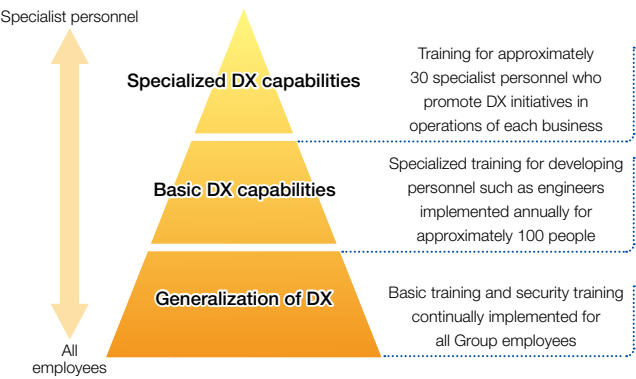 Specialist personnel
Specialized DX capabilities
Training for approximately
30 specialist personnel who
promote DX initiatives in
operations of each business
Basic DX capabilities
Specialized training for developing
personnel such as engineers
implemented annually for
approximately 100 people
Generalization of DX
Basic training and security training
continually implemented for
all Group employees
All
employees